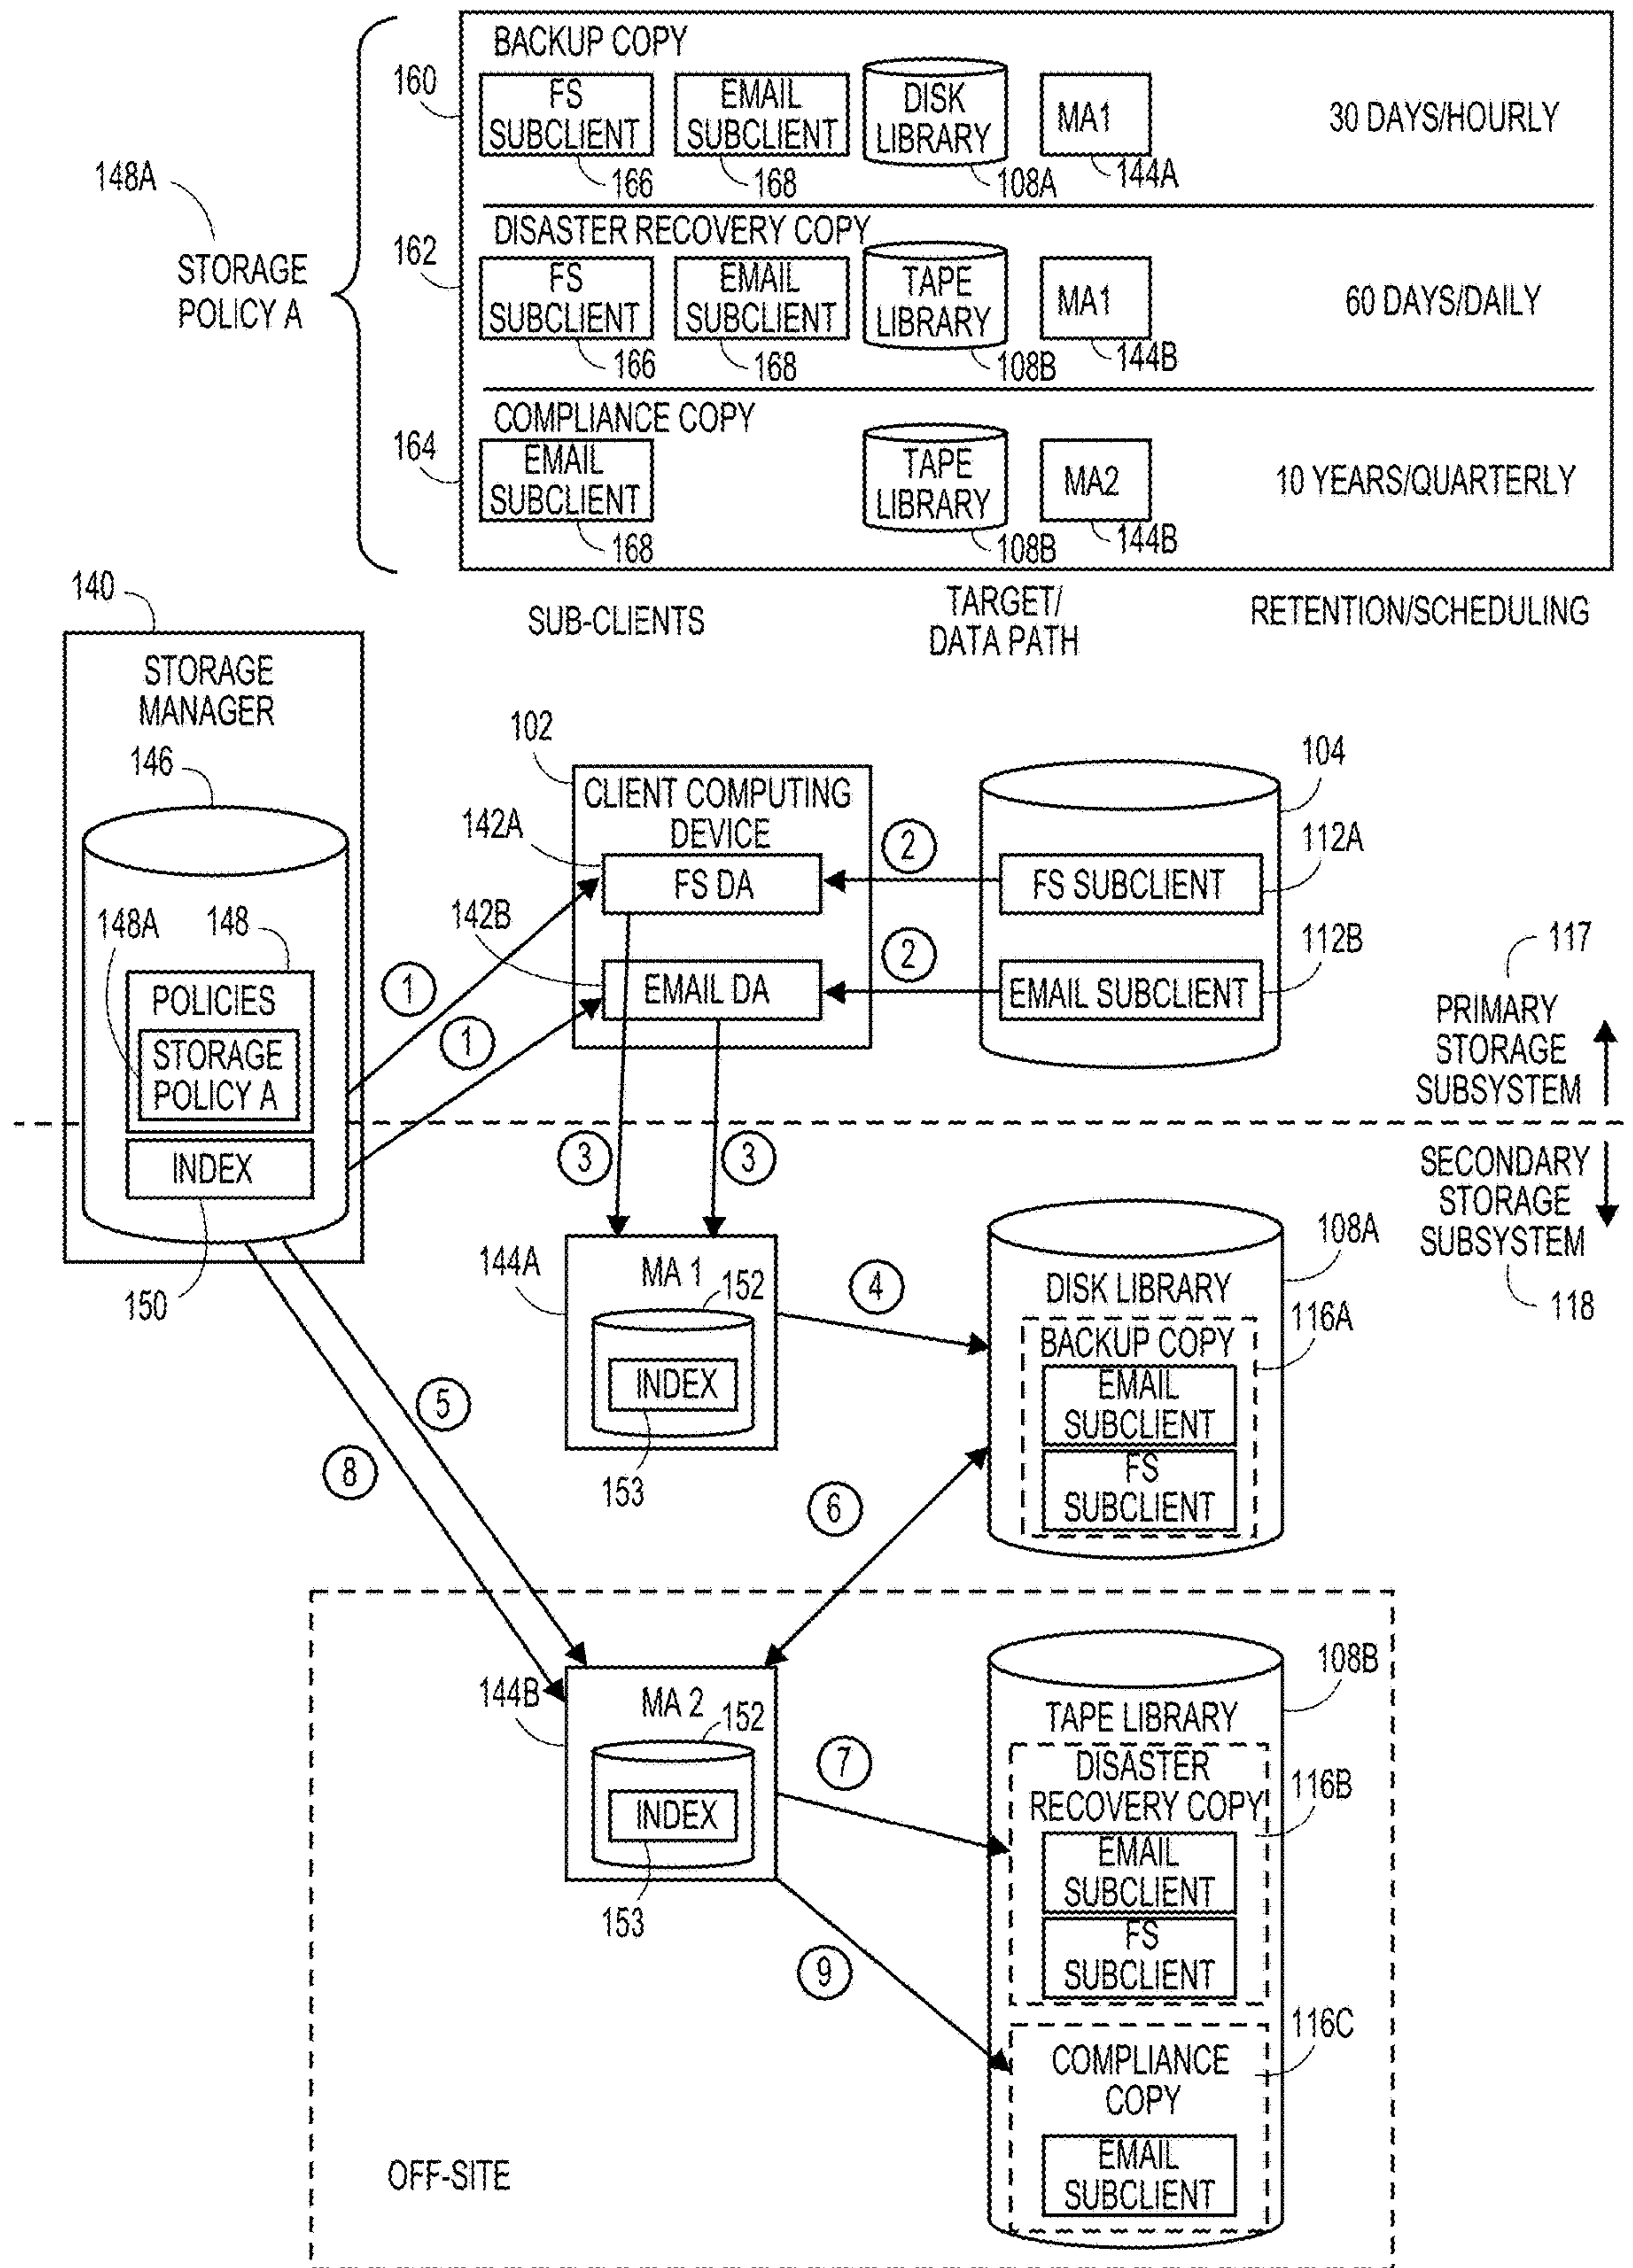 BACKUP COPY
160
FS
SUBCLIENT
166
EMAIL
SUBCLIENT
168
DISK
LIBRARY
108A
MA1
144A
30 DAYS/HOURLY
148A
STORAGE
POLICY A
DISASTER RECOVERY COPY
162
FS
SUBCLIENT
166
EMAIL
SUBCLIENT
168
TAPE
LIBRARY
108B
MA1
144B
60 DAYS/DAILY
COMPLIANCE COPY
164
EMAIL
SUBCLIENT
168
TAPE
LIBRARY
108B
MA2
144B
10 YEARS/QUARTERLY
SUB-CLIENTS
TARGET/
DATA PATH
RETENTION/SCHEDULING
140
STORAGE
MANAGER
146
148A
148
POLICIES
STORAGE
POLICY A
INDEX
150
102
CLIENT COMPUTING
DEVICE
142A
FS DA
142B
EMAIL DA
104
112A
FS SUBCLIENT
112B
EMAIL SUBCLIENT
1
1
2
2
117
PRIMARY
STORAGE
SUBSYSTEM
SECONDARY
STORAGE
SUBSYSTEM
118
3
3
144A
MA 1
152
INDEX
153
4
108A
DISK LIBRARY
116A
BACKUP COPY
EMAIL
SUBCLIENT
FS
SUBCLIENT
5
8
6
144B
MA 2
152
INDEX
153
7
9
108B
TAPE LIBRARY
DISASTER
RECOVERY COPY
116B
EMAIL
SUBCLIENT
FS
SUBCLIENT
116C
COMPLIANCE
COPY
EMAIL
SUBCLIENT
OFF-SITE